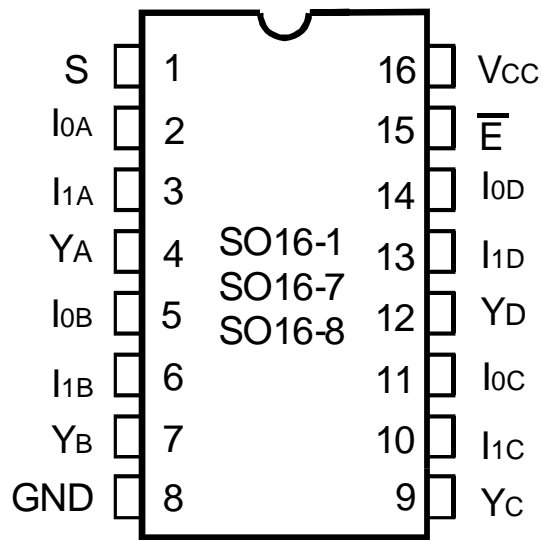 S 1 16 VCC
I0A 2 15 E̅
I1A 3 14 I0D
YA 4 SO16-1 13 I1D
SO16-7
I0B 5 SO16-8 12 YD
I1B 6 11 I0C
YB 7 10 I1C
GND 8 9 YC